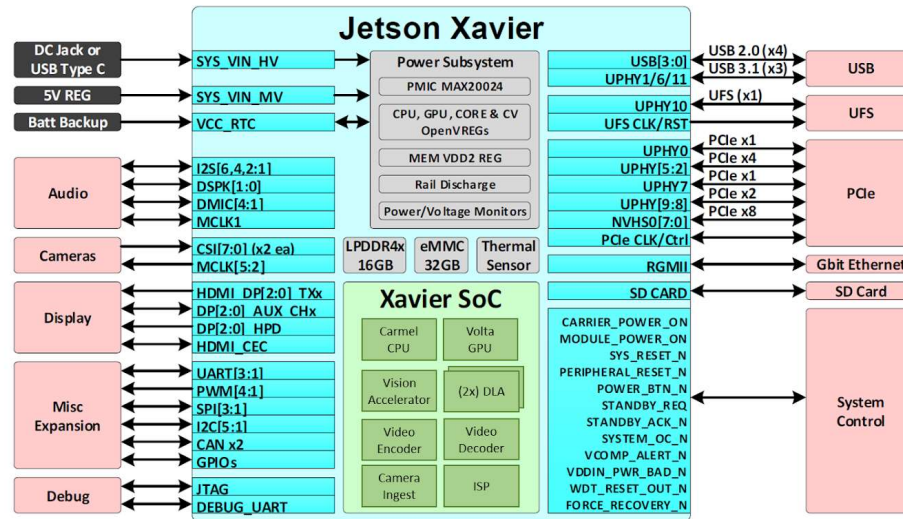 Jetson Xavier
DC Jack or
USB Type C
5V REG
Batt Backup
SYS_VIN_HV
SYS_VIN_MV
VCC_RTC
Power Subsystem
PMIC MAX20024
CPU, GPU, CORE & CV
OpenVREGs
MEM VDD2 REG
Rail Discharge
Power/Voltage Monitors
USB[3:0]
UPHY1/6/11
USB 2.0 (x4)
USB 3.1 (x3)
USB
UPHY10
UFS CLK/RST
UFS (x1)
UFS
UPHY0
UPHY[5:2]
UPHY7
UPHY[9:8]
NVHS0[7:0]
PCIe CLK/Ctrl
PCIe x1
PCIe x4
PCIe x1
PCIe x2
PCIe x8
PCIe
Audio
I2S[6,4,2:1]
DSPK[1:0]
DMIC[4:1]
MCLK1
Cameras
CSI[7:0] (x2 ea)
MCLK[5:2]
LPDDR4x
16GB
eMMC
32GB
Thermal
Sensor
RGMII
Gbit Ethernet
SD CARD
SD Card
Display
HDMI_DP[2:0]_TXx
DP[2:0]_AUX_CHx
DP[2:0]_HPD
HDMI_CEC
Misc
Expansion
UART[3:1]
PWM[4:1]
SPI[3:1]
I2C[5:1]
CAN x2
GPIOs
Debug
JTAG
DEBUG_UART
Xavier SoC
Carmel
CPU
Volta
GPU
Vision
Accelerator
(2x) DLA
Video
Encoder
Video
Decoder
Camera
Ingest
ISP
CARRIER_POWER_ON
MODULE_POWER_ON
SYS_RESET_N
PERIPHERAL_RESET_N
POWER_BTN_N
STANDBY_REQ
STANDBY_ACK_N
SYSTEM_OC_N
VCOMP_ALERT_N
VDDIN_PWR_BAD_N
WDT_RESET_OUT_N
FORCE_RECOVERY_N
System
Control